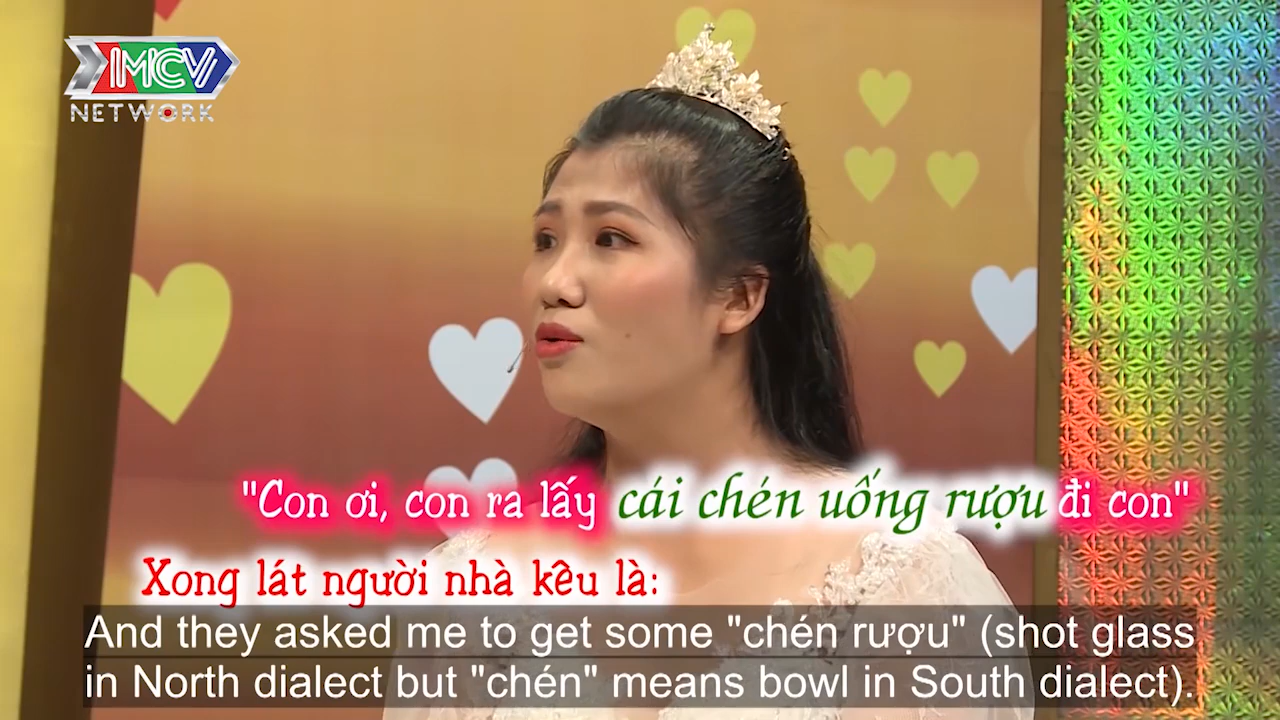 MCV
NETWORK
"Con ơi, con ra lấy cái chén uống rượu đi con"
Xong lát người nhà kêu là:
And they asked me to get some "chén rượu" (shot glass
in North dialect but "chén" means bowl in South dialect).